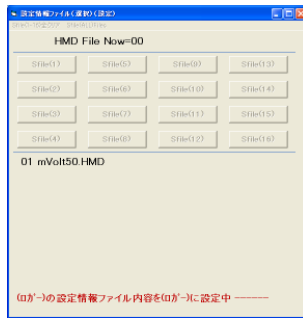 設定情報ファイル(選択)(設定)
HMD File Now=00
Sfile(1) Sfile(5) Sfile(9) Sfile(13)
Sfile(2) Sfile(6) Sfile(10) Sfile(14)
Sfile(3) Sfile(7) Sfile(11) Sfile(15)
Sfile(4) Sfile(8) Sfile(12) Sfile(16)
01 mVolt50.HMD
(ﾛｶﾞｰ)の設定情報ファイル内容を(ﾛｶﾞｰ)に設定中 ------